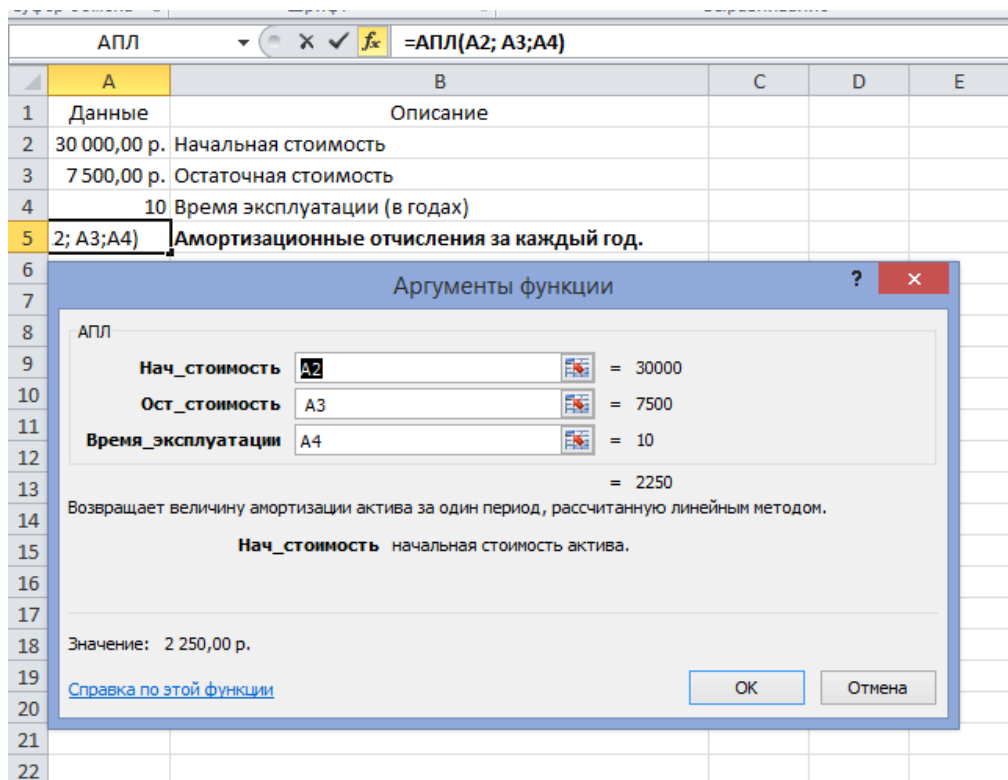 АПЛ =АПЛ(A2; A3;A4)
A B C D E
1 Данные Описание
2 30 000,00 р. Начальная стоимость
3 7 500,00 р. Остаточная стоимость
4 10 Время эксплуатации (в годах)
5 2; A3;A4) Амортизационные отчисления за каждый год.
6
Аргументы функции ?
7
8 АПЛ
9 Нач_стоимость A2 = 30000
10 Ост_стоимость A3 = 7500
11
Время_эксплуатации A4 = 10
12
13 = 2250
14 Возвращает величину амортизации актива за один период, рассчитанную линейным методом.
15 Нач_стоимость начальная стоимость актива.
16
17
18 Значение: 2 250,00 р.
19 Справка по этой функции ОК Отмена
20
21
22